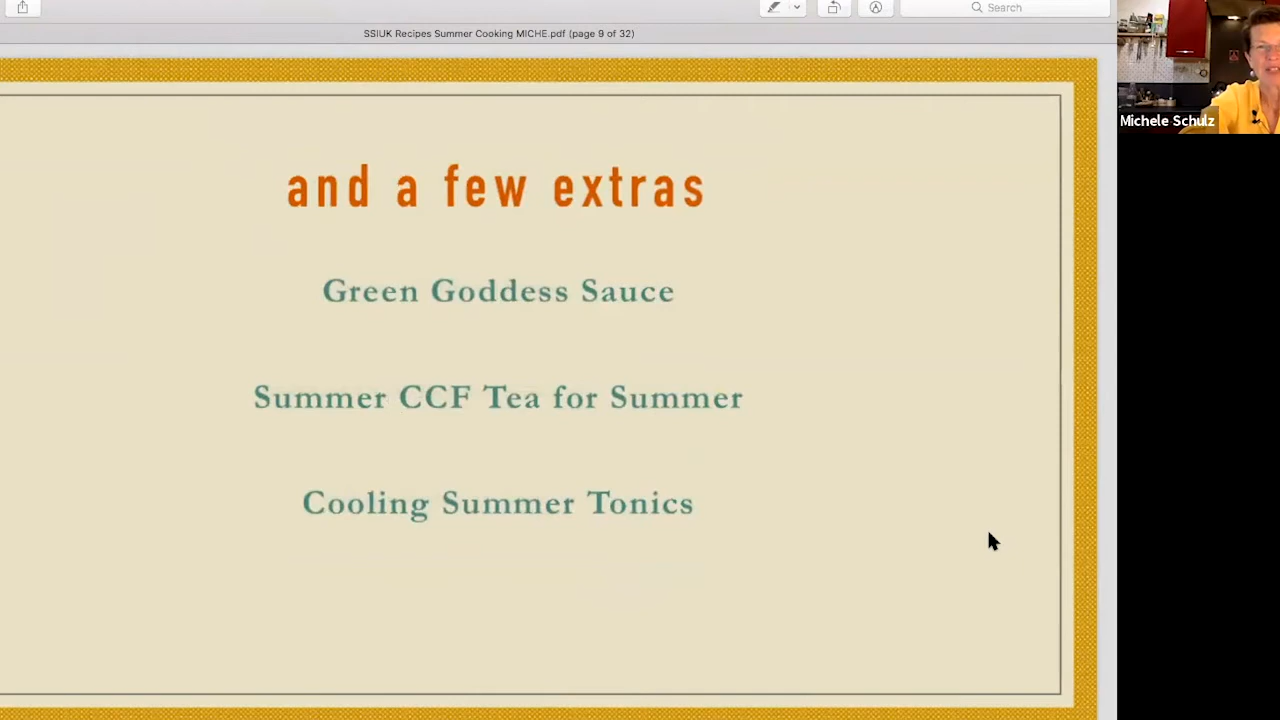 Search
SSIUK Recipes Summer Cooking MICHE.pdf (page 9 of 32)
Michele Schulz
and a few extras
Green Goddess Sauce
Summer CCF Tea for Summer
Cooling Summer Tonics